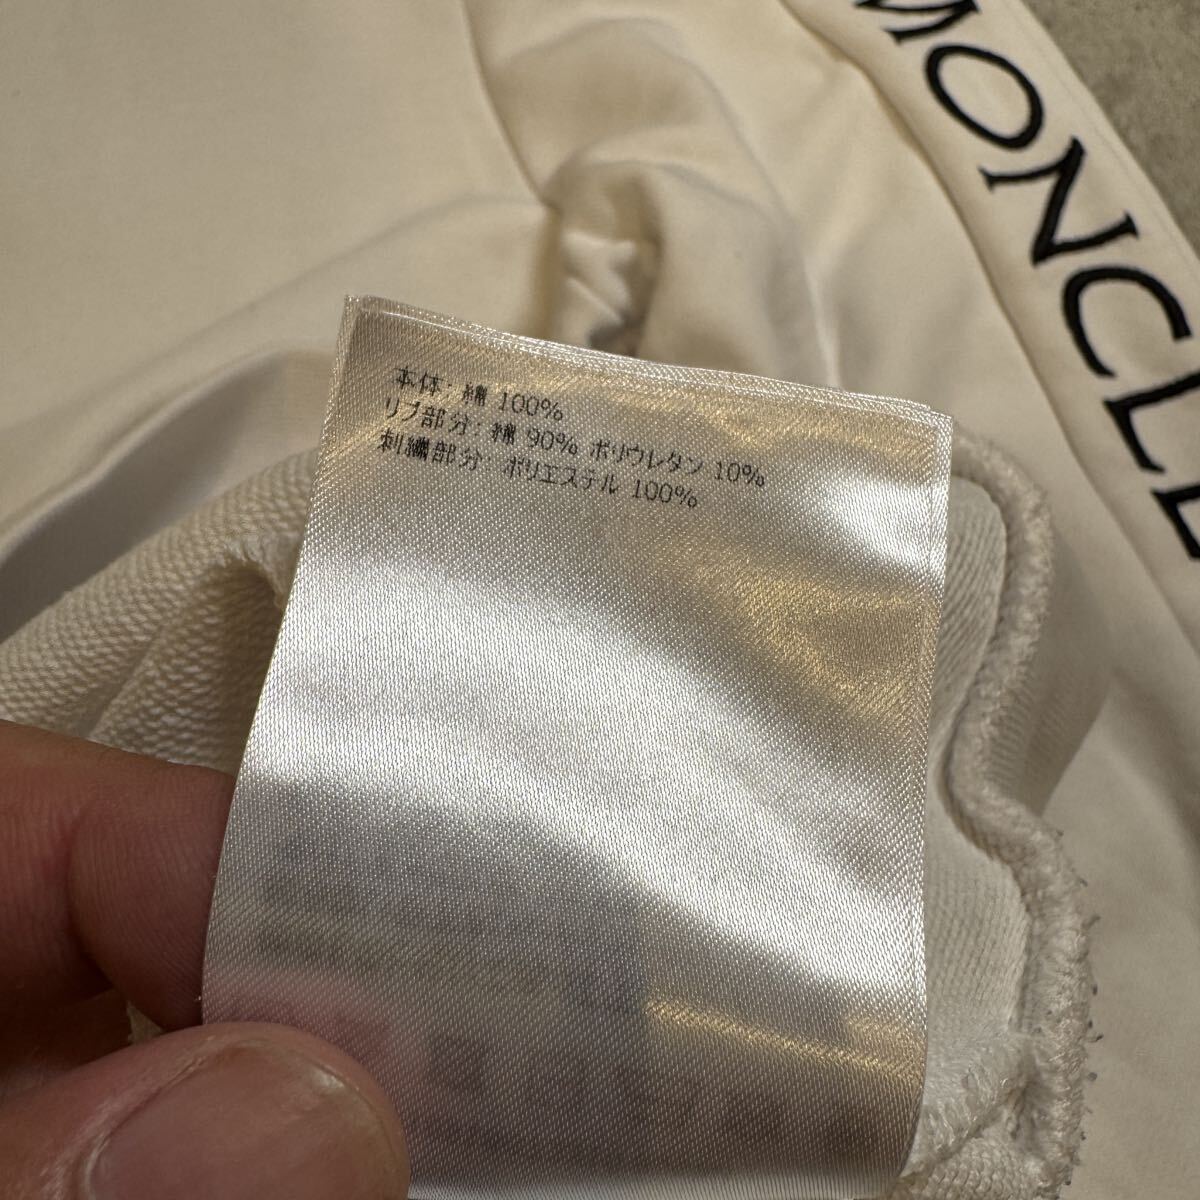 本体: 綿 100%
リブ部分: 綿 90% ポリウレタン 10%
刺繍部分: ポリエステル 100%
MONCL